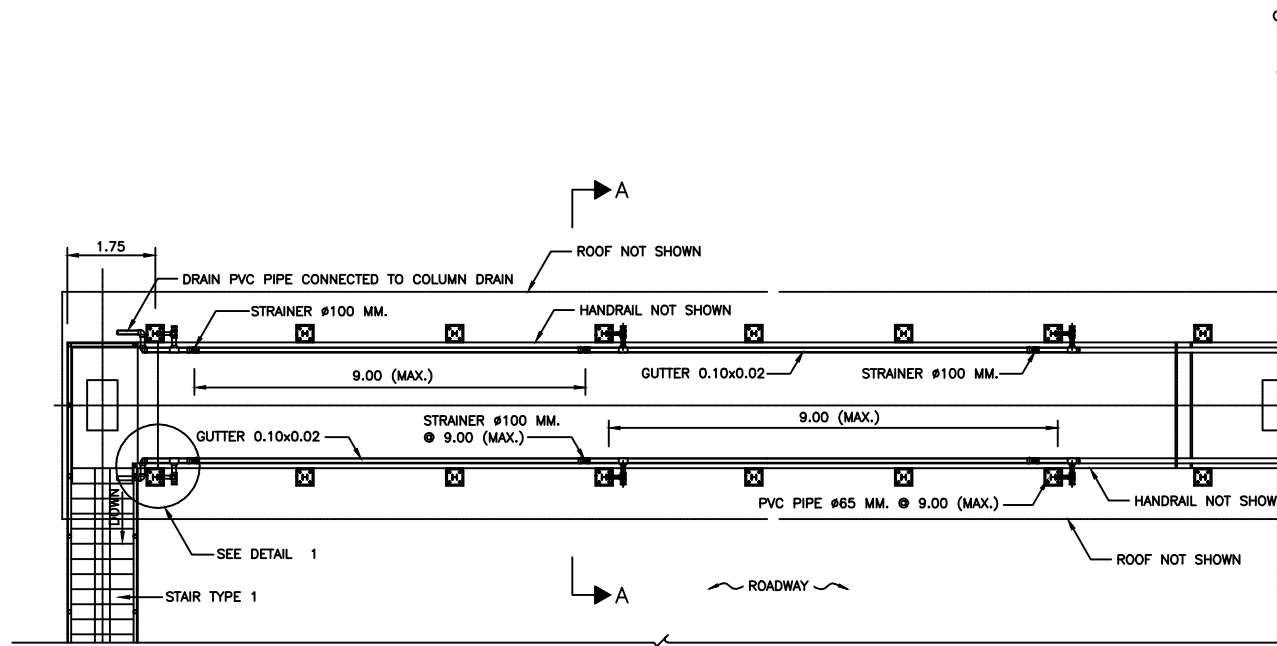 A
1.75
ROOF NOT SHOWN
DRAIN PVC PIPE CONNECTED TO COLUMN DRAIN
STRAINER ø100 MM.
HANDRAIL NOT SHOWN
9.00 (MAX.)
GUTTER 0.10x0.02
STRAINER ø100 MM.
STRAINER ø100 MM.
@ 9.00 (MAX.)
9.00 (MAX.)
GUTTER 0.10x0.02
DOWN
PVC PIPE ø65 MM. @ 9.00 (MAX.)
HANDRAIL NOT SHOW
SEE DETAIL 1
ROOF NOT SHOWN
STAIR TYPE 1
A
ROADWAY